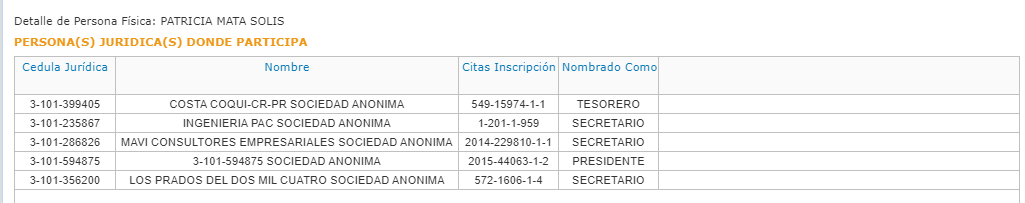 Detalle de Persona Física: PATRICIA MATA SOLIS
PERSONA(S) JURIDICA(S) DONDE PARTICIPA
Cedula Jurídica Nombre Citas Inscripción Nombrado Como
3-101-399405 COSTA COQUI-CR-PR SOCIEDAD ANONIMA 549-15974-1-1 TESORERO
3-101-235867 INGENIERIA PAC SOCIEDAD ANONIMA 1-201-1-959 SECRETARIO
3-101-286826 MAVI CONSULTORES EMPRESARIALES SOCIEDAD ANONIMA 2014-229810-1-1 SECRETARIO
3-101-594875 3-101-594875 SOCIEDAD ANONIMA 2015-44063-1-2 PRESIDENTE
3-101-356200 LOS PRADOS DEL DOS MIL CUATRO SOCIEDAD ANONIMA 572-1606-1-4 SECRETARIO